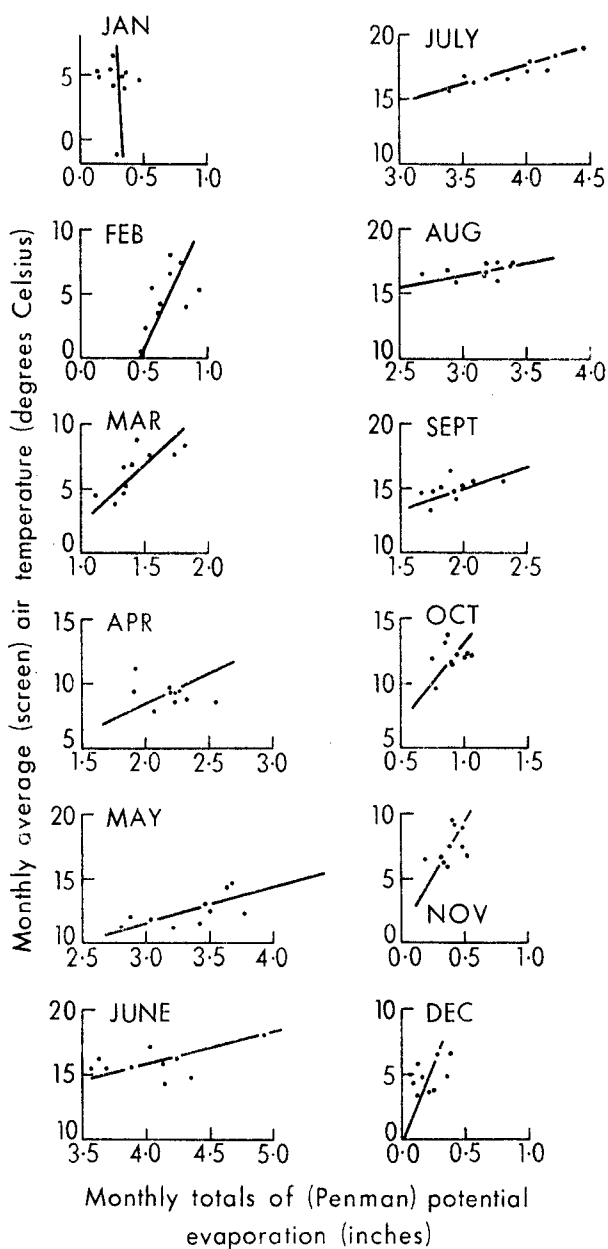 Monthly average (screen) air temperature (degrees Celsius)
JAN
5
0
0·0 0·5 1·0
FEB
10
5
0
0·0 0·5 1·0
MAR
10
5
0
1·0 1·5 2·0
APR
15
10
5
1·5 2·0 2·5 3·0
MAY
20
15
10
2·5 3·0 3·5 4·0
JUNE
20
15
10
3·5 4·0 4·5 5·0
JULY
20
15
10
3·0 3·5 4·0 4·5
AUG
20
15
10
2·5 3·0 3·5 4·0
SEPT
20
15
10
1·5 2·0 2·5
OCT
15
10
5
0·5 1·0 1·5
10
5
NOV
0
0·0 0·5 1·0
DEC
10
5
0
0·0 0·5 1·0
Monthly totals of (Penman) potential
evaporation (inches)